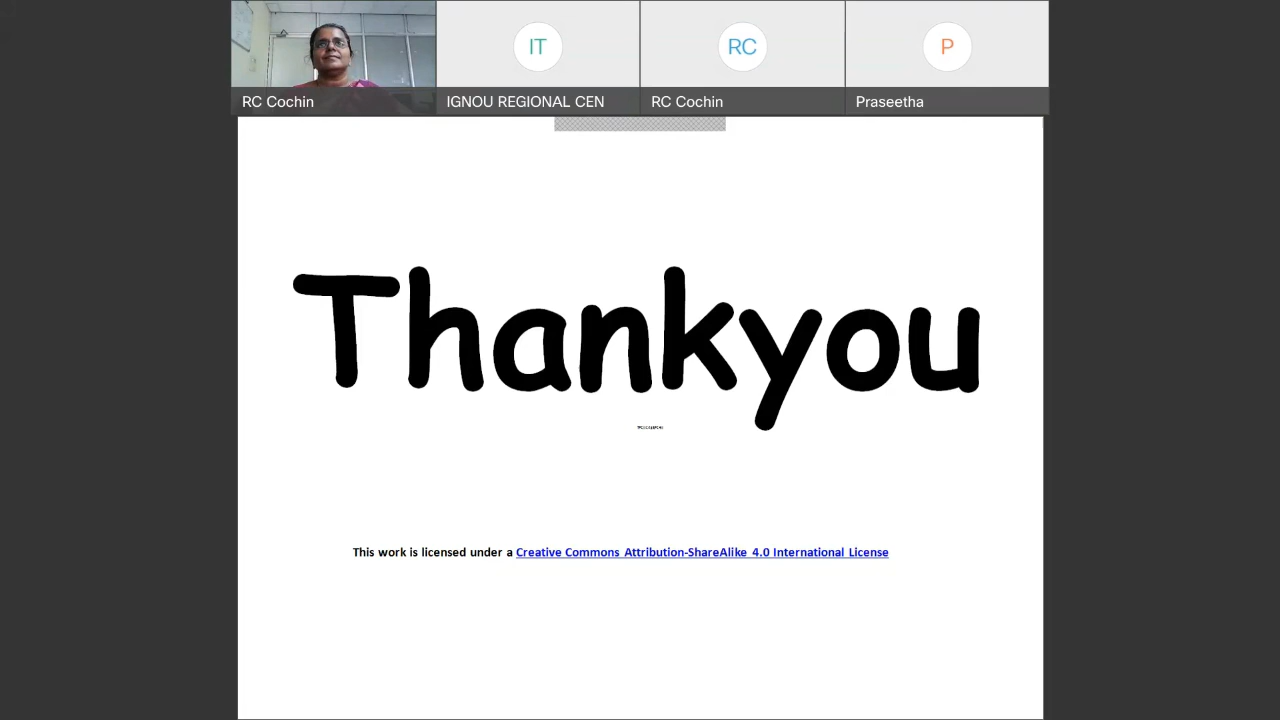 IT
RC
P
RC Cochin
IGNOU REGIONAL CEN
RC Cochin
Praseetha
Thankyou
This work is licensed under a Creative Commons Attribution-ShareAlike 4.0 International License